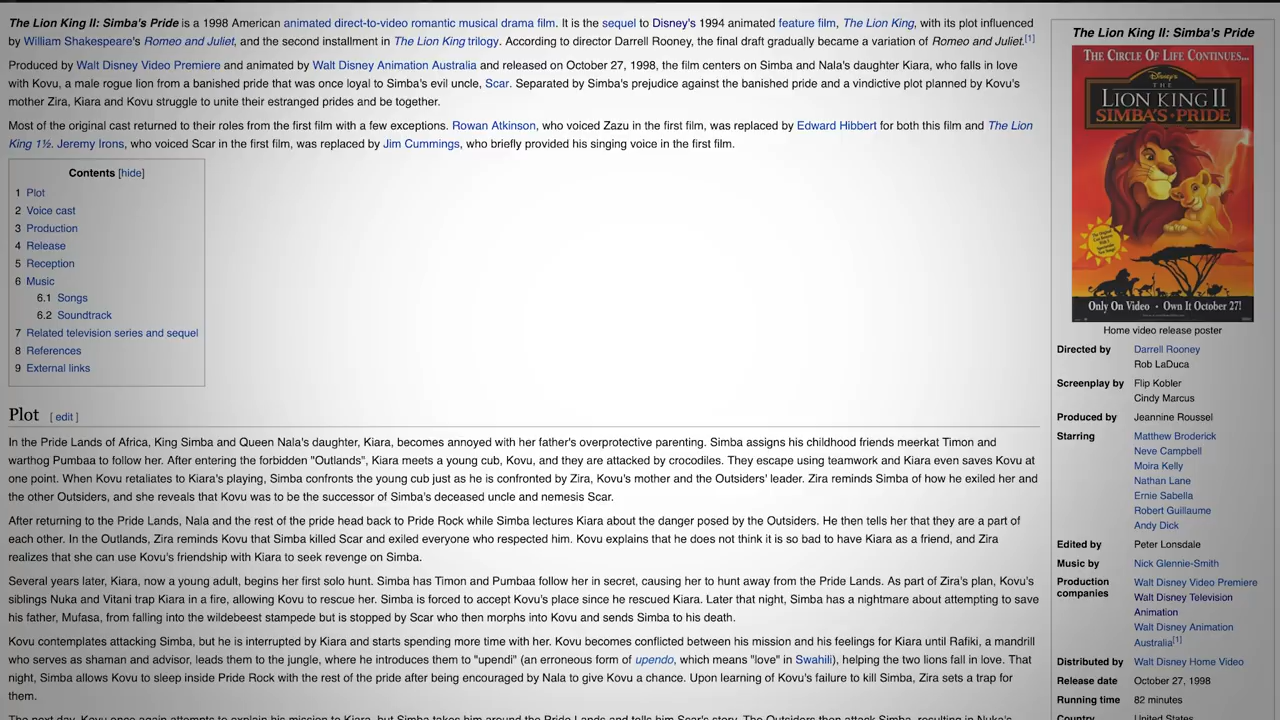 The Lion King II: Simba's Pride is a 1998 American animated direct-to-video romantic musical drama film. It is the sequel to Disney's 1994 animated feature film, The Lion King, with its plot influenced
by William Shakespeare's Romeo and Juliet, and the second installment in The Lion King trilogy. According to director Darrell Rooney, the final draft gradually became a variation of Romeo and Juliet.[1]
Produced by Walt Disney Video Premiere and animated by Walt Disney Animation Australia and released on October 27, 1998, the film centers on Simba and Nala's daughter Kiara, who falls in love
with Kovu, a male rogue lion from a banished pride that was once loyal to Simba's evil uncle, Scar. Separated by Simba's prejudice against the banished pride and a vindictive plot planned by Kovu's
mother Zira, Kiara and Kovu struggle to unite their estranged prides and be together.
Most of the original cast returned to their roles from the first film with a few exceptions. Rowan Atkinson, who voiced Zazu in the first film, was replaced by Edward Hibbert for both this film and The Lion
King 1½. Jeremy Irons, who voiced Scar in the first film, was replaced by Jim Cummings, who briefly provided his singing voice in the first film.
Contents [hide]
1 Plot
2 Voice cast
3 Production
4 Release
5 Reception
6 Music
6.1 Songs
6.2 Soundtrack
7 Related television series and sequel
8 References
9 External links
Plot [ edit ]
In the Pride Lands of Africa, King Simba and Queen Nala's daughter, Kiara, becomes annoyed with her father's overprotective parenting. Simba assigns his childhood friends meerkat Timon and
warthog Pumbaa to follow her. After entering the forbidden "Outlands", Kiara meets a young cub, Kovu, and they are attacked by crocodiles. They escape using teamwork and Kiara even saves Kovu at
one point. When Kovu retaliates to Kiara's playing, Simba confronts the young cub just as he is confronted by Zira, Kovu's mother and the Outsiders' leader. Zira reminds Simba of how he exiled her and
the other Outsiders, and she reveals that Kovu was to be the successor of Simba's deceased uncle and nemesis Scar.
After returning to the Pride Lands, Nala and the rest of the pride head back to Pride Rock while Simba lectures Kiara about the danger posed by the Outsiders. He then tells her that they are a part of
each other. In the Outlands, Zira reminds Kovu that Simba killed Scar and exiled everyone who respected him. Kovu explains that he does not think it is so bad to have Kiara as a friend, and Zira
realizes that she can use Kovu's friendship with Kiara to seek revenge on Simba.
Several years later, Kiara, now a young adult, begins her first solo hunt. Simba has Timon and Pumbaa follow her in secret, causing her to hunt away from the Pride Lands. As part of Zira's plan, Kovu's
siblings Nuka and Vitani trap Kiara in a fire, allowing Kovu to rescue her. Simba is forced to accept Kovu's place since he rescued Kiara. Later that night, Simba has a nightmare about attempting to save
his father, Mufasa, from falling into the wildebeest stampede but is stopped by Scar who then morphs into Kovu and sends Simba to his death.
Kovu contemplates attacking Simba, but he is interrupted by Kiara and starts spending more time with her. Kovu becomes conflicted between his mission and his feelings for Kiara until Rafiki, a mandrill
who serves as shaman and advisor, leads them to the jungle, where he introduces them to "upendi" (an erroneous form of upendo, which means "love" in Swahili), helping the two lions fall in love. That
night, Simba allows Kovu to sleep inside Pride Rock with the rest of the pride after being encouraged by Nala to give Kovu a chance. Upon learning of Kovu's failure to kill Simba, Zira sets a trap for
them.
The next day, Kovu once again attempts to explain his mission to Kiara, but Simba takes him around the Pride Lands and tells him Scar's story. The Outsiders then attack Simba, resulting in Nuka's
The Lion King II: Simba's Pride
THE CIRCLE OF LIFE CONTINUES...
Disney's
THE
LION KING II
SIMBA'S • PRIDE
Only On Video • Own It October 27!
Home video release poster
Directed by Darrell Rooney
Rob LaDuca
Screenplay by Flip Kobler
Cindy Marcus
Produced by Jeannine Roussel
Starring Matthew Broderick
Neve Campbell
Moira Kelly
Nathan Lane
Ernie Sabella
Robert Guillaume
Andy Dick
Edited by Peter Lonsdale
Music by Nick Glennie-Smith
Production companies Walt Disney Video Premiere
Walt Disney Television
Animation
Walt Disney Animation
Australia[1]
Distributed by Walt Disney Home Video
Release date October 27, 1998
Running time 82 minutes
Country United States